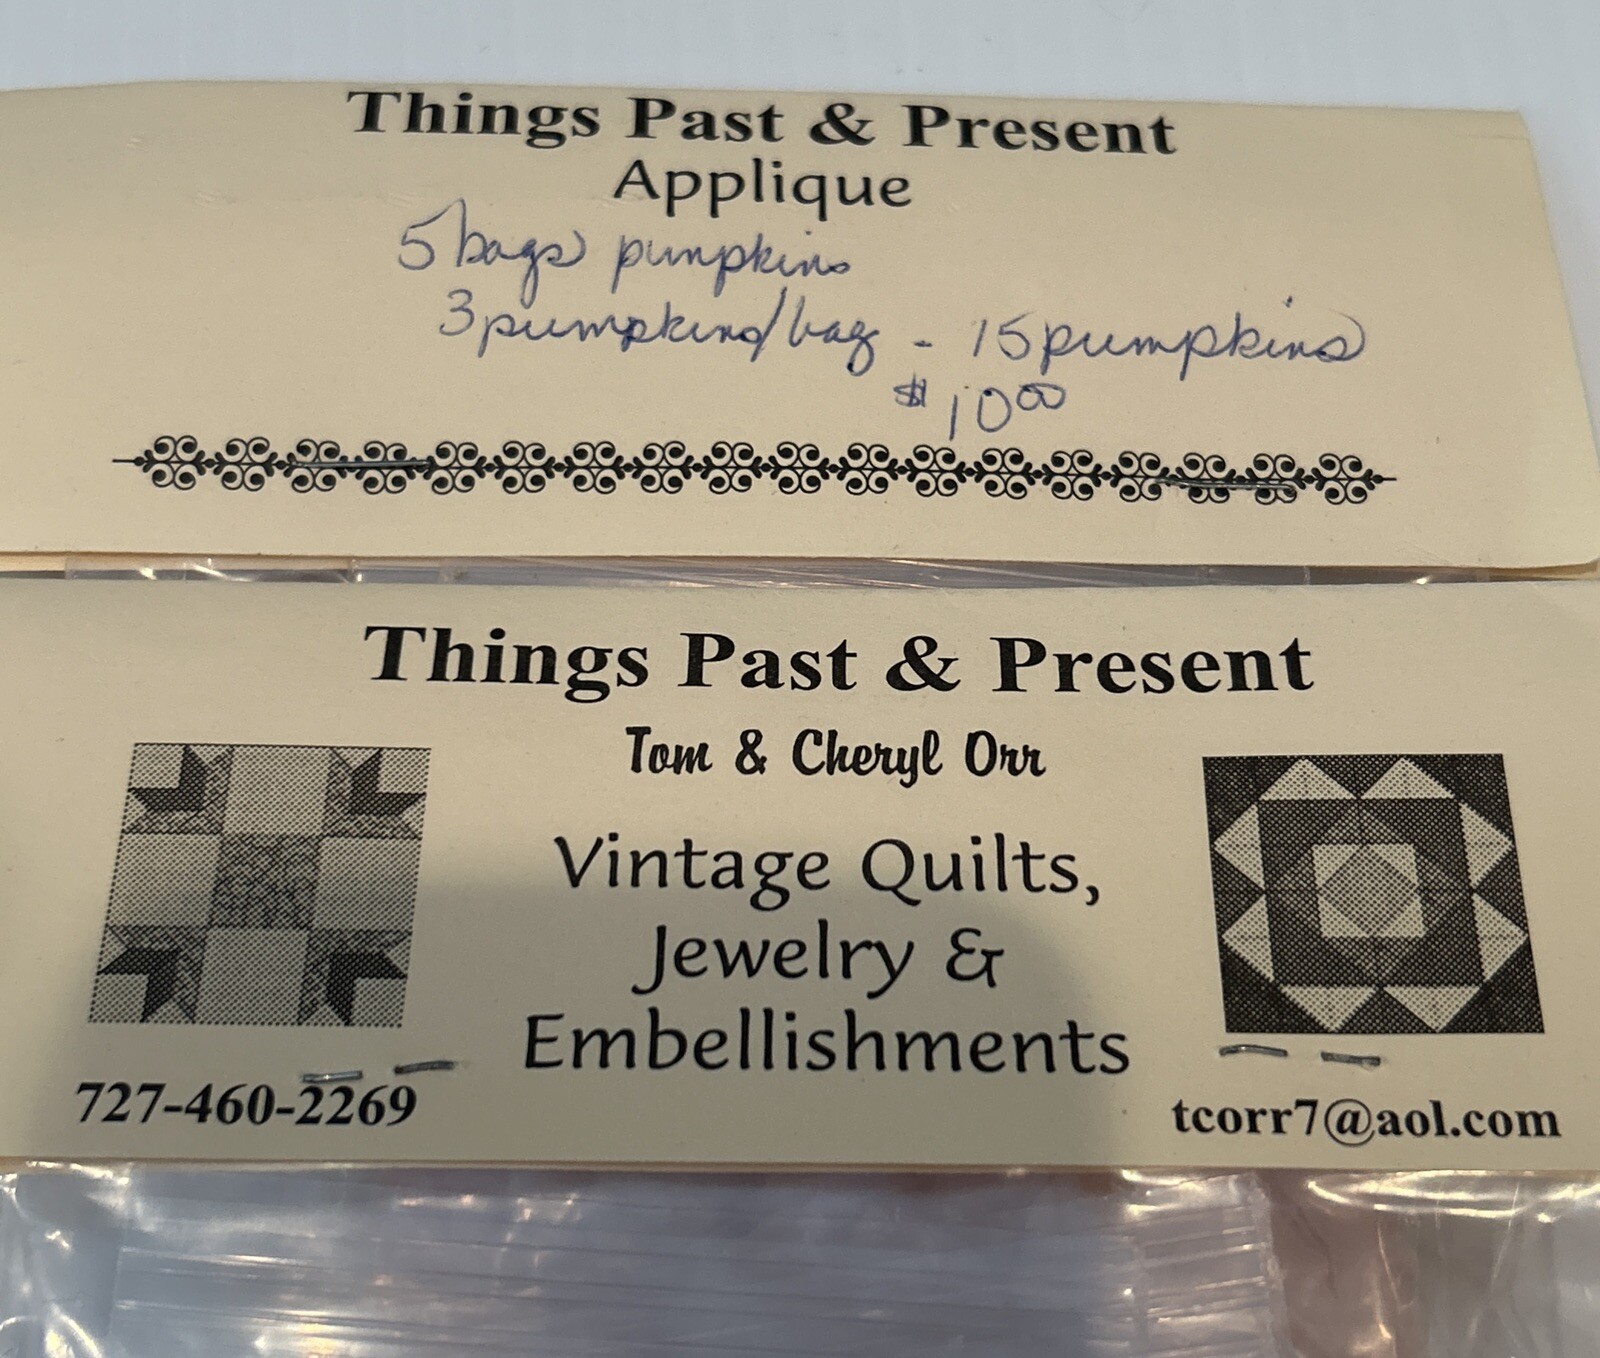 Things Past & Present
Applique
5 bags pumpkins
3 pumpkins/bag - 15 pumpkins
$10.00
Things Past & Present
Tom & Cheryl Orr
Vintage Quilts,
Jewelry &
Embellishments
727-460-2269
tcorr7@aol.com